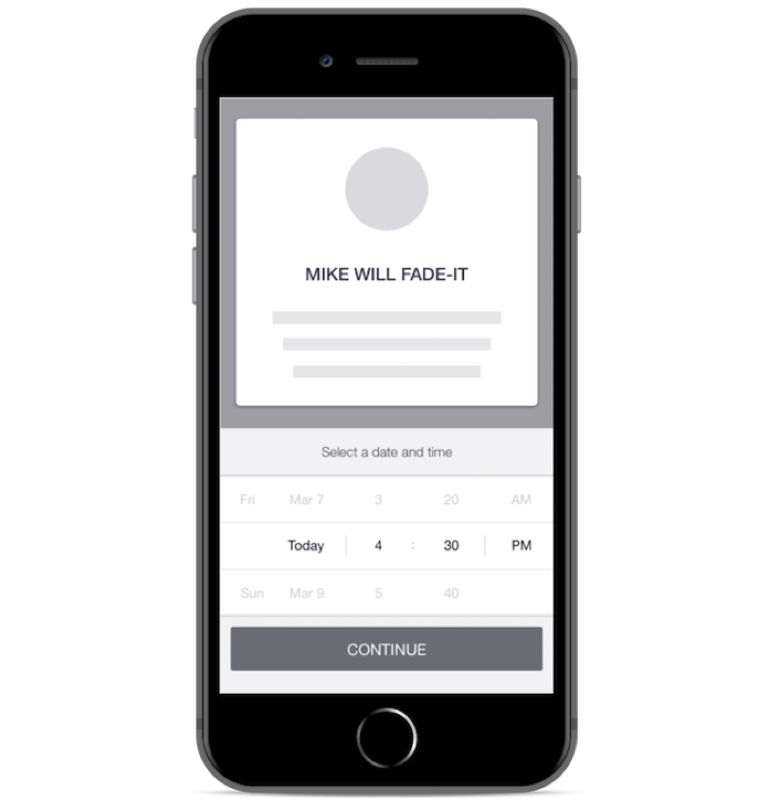 MIKE WILL FADE-IT
Select a date and time
Fri Mar 7 3 20 AM
Today 4 : 30 PM
Sun Mar 9 5 40
CONTINUE